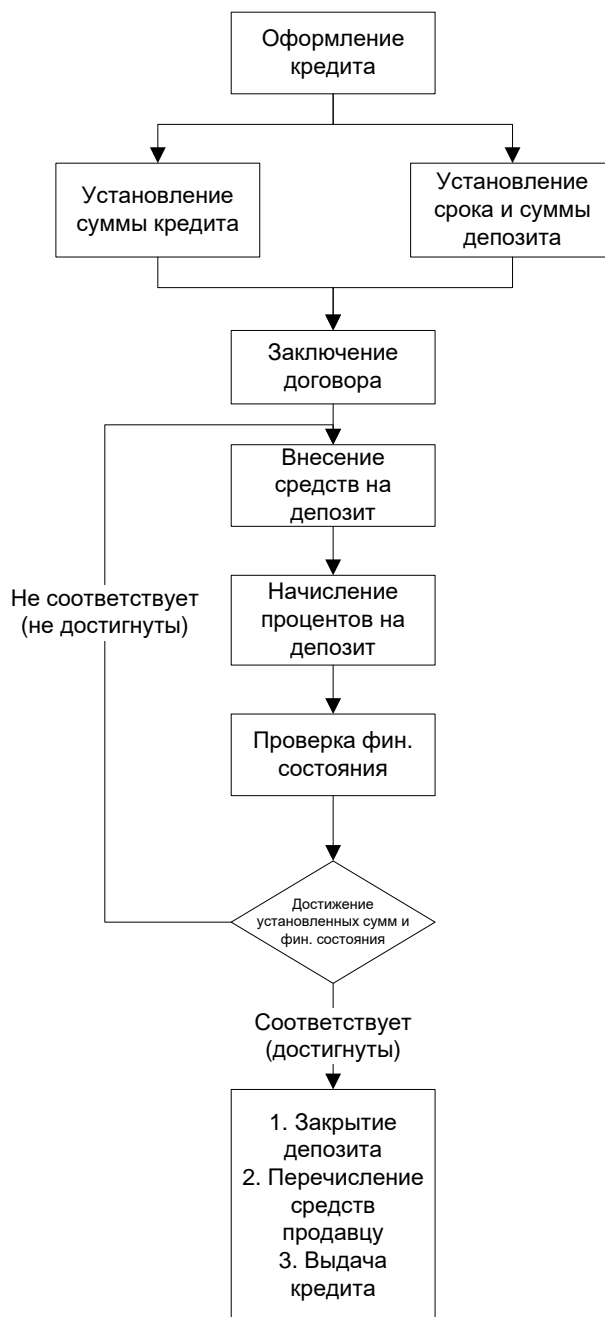 Оформление
кредита
Установление
суммы кредита
Установление
срока и суммы
депозита
Заключение
договора
Внесение
средств на
депозит
Не соответствует
(не достигнуты)
Начисление
процентов на
депозит
Проверка фин.
состояния
Достижение
установленных сумм и
фин. состояния
Соответствует
(достигнуты)
1. Закрытие
депозита
2. Перечисление
средств
продавцу
3. Выдача
кредита